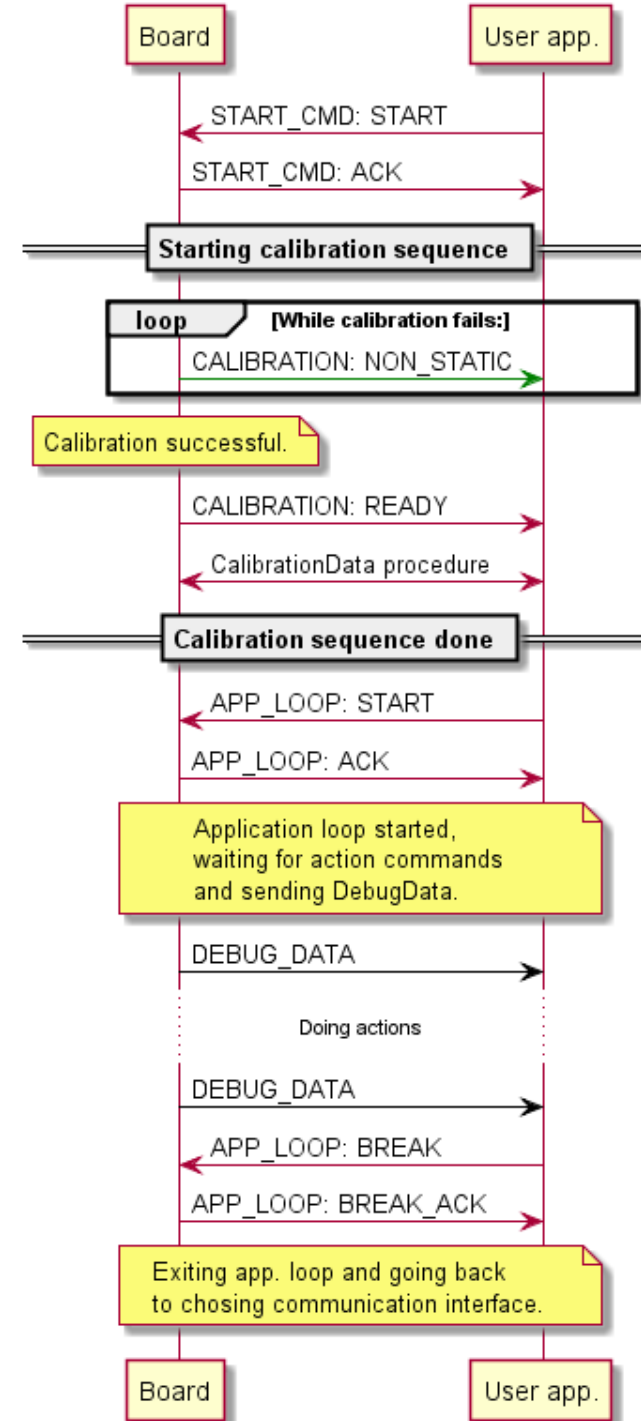 Board
User app.
START_CMD: START
START_CMD: ACK
Starting calibration sequence
loop
[While calibration fails:]
CALIBRATION: NON_STATIC
Calibration successful.
CALIBRATION: READY
CalibrationData procedure
Calibration sequence done
APP_LOOP: START
APP_LOOP: ACK
Application loop started,
waiting for action commands
and sending DebugData.
DEBUG_DATA
Doing actions
DEBUG_DATA
APP_LOOP: BREAK
APP_LOOP: BREAK_ACK
Exiting app. loop and going back
to chosing communication interface.
Board
User app.